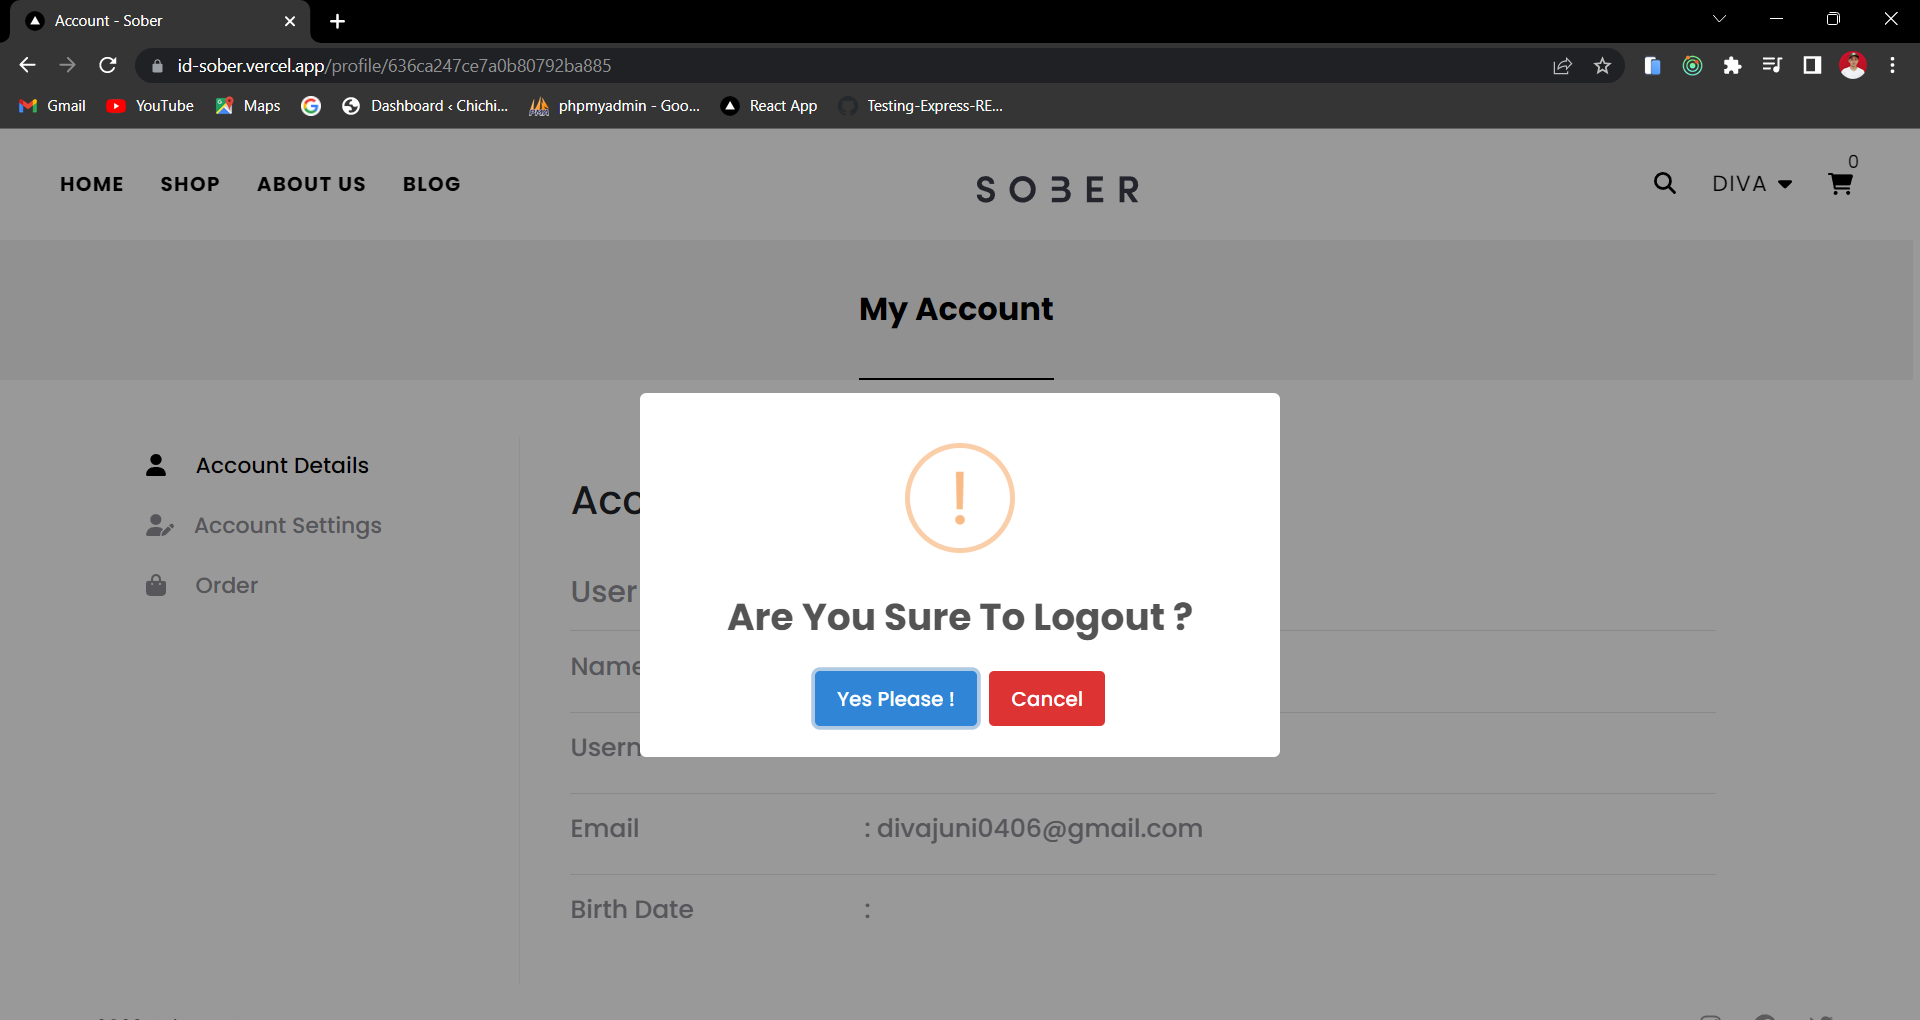 Account - Sober
id-sober.vercel.app/profile/636ca247ce7a0b80792ba885
Gmail YouTube Maps Dashboard ‹ Chichi... phpmyadmin - Goo... React App Testing-Express-RE...
0
HOME SHOP ABOUT US BLOG SOBER DIVA
My Account
Account Details
Account Settings
Order
Acc
User
Name
Usern
Are You Sure To Logout ?
Yes Please ! Cancel
Email : divajuni0406@gmail.com
Birth Date :